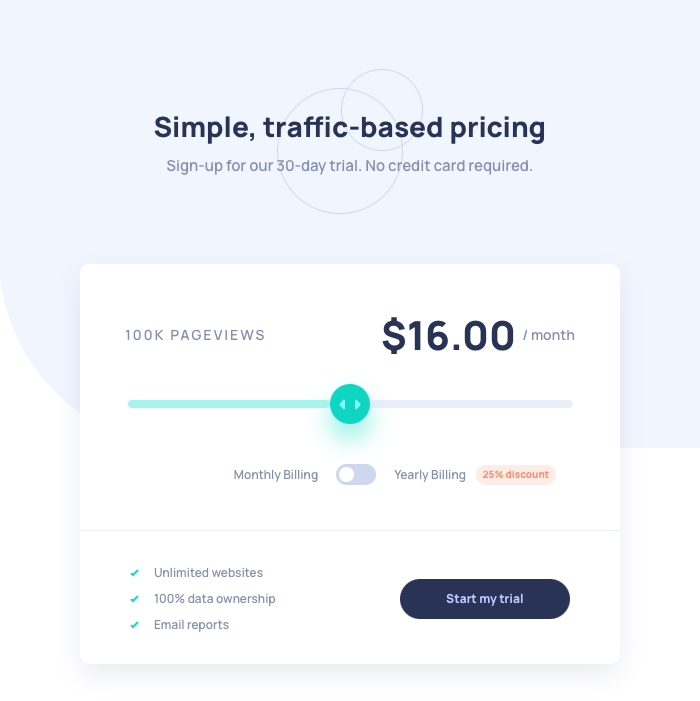 Simple, traffic-based pricing
Sign-up for our 30-day trial. No credit card required.
100K PAGEVIEWS
$16.00 / month
Monthly Billing
Yearly Billing 25% discount
Unlimited websites
100% data ownership
Email reports
Start my trial